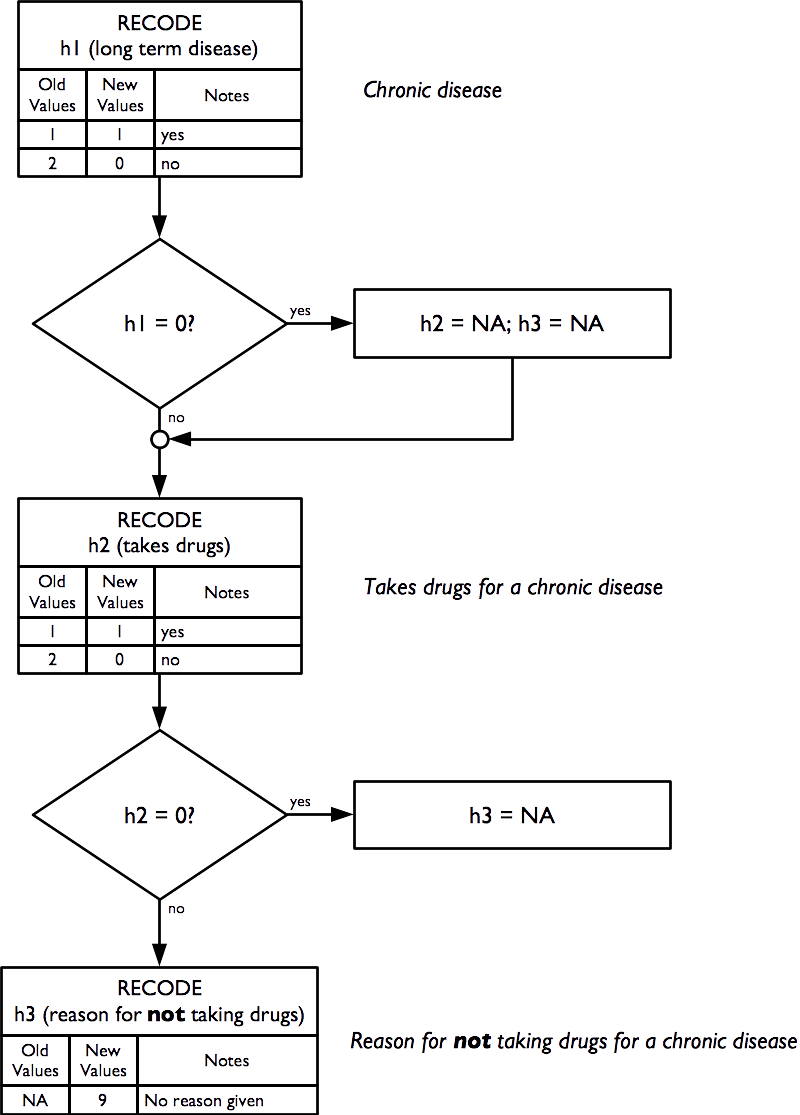 RECODE
h1 (long term disease)
Old Values New Values Notes
1 1 yes
2 0 no
Chronic disease
h1 = 0?
yes
h2 = NA; h3 = NA
no
RECODE
h2 (takes drugs)
Old Values New Values Notes
1 1 yes
2 0 no
Takes drugs for a chronic disease
h2 = 0?
yes
h3 = NA
no
RECODE
h3 (reason for not taking drugs)
Old Values New Values Notes
NA 9 No reason given
Reason for not taking drugs for a chronic disease